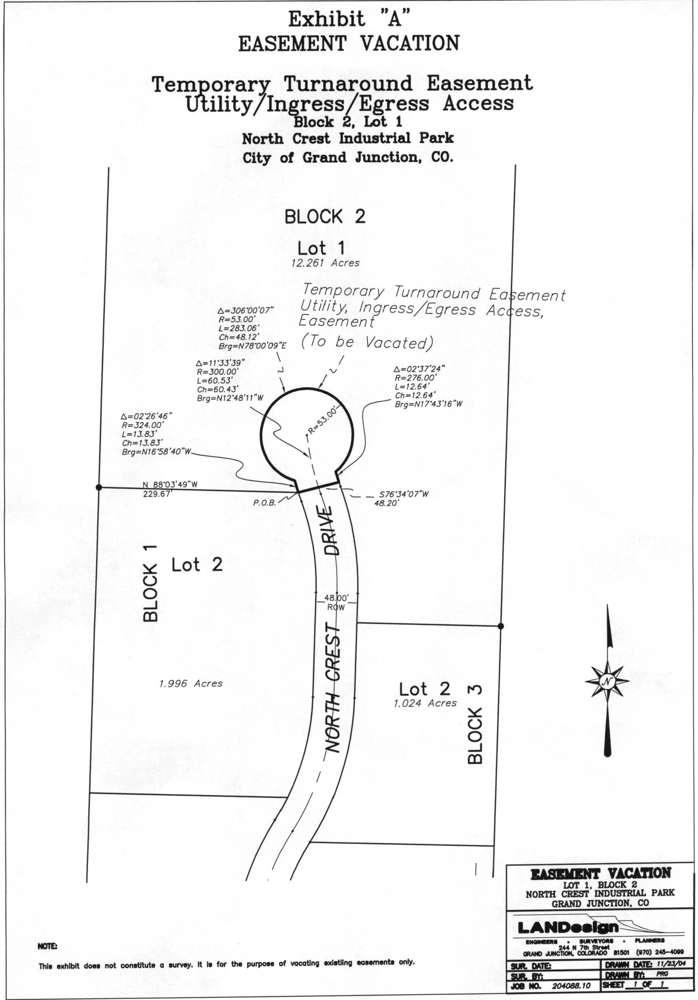 Exhibit "A"
EASEMENT VACATION
Temporary Turnaround Easement
Utility/Ingress/Egress Access
Block 2, Lot 1
North Crest Industrial Park
City of Grand Junction, CO.
BLOCK 2
Lot 1
12.261 Acres
Temporary Turnaround Easement
Utility, Ingress/Egress Access,
Easement
(To be Vacated)
Δ=306°00'07"
R=53.00'
L=283.06'
Ch=48.12'
Brg=N78°00'09"E
Δ=11°33'39"
R=300.00'
L=60.53'
Ch=60.43'
Brg=N12°48'11"W
Δ=02°37'24"
R=276.00'
L=12.64'
Ch=12.64'
Brg=N17°43'16"W
Δ=02°26'46"
R=324.00'
L=13.83'
Ch=13.83'
Brg=N16°58'40"W
R=53.00'
N 88°03'49"W
229.67'
P.O.B.
S76°34'07"W
48.20'
BLOCK 1
Lot 2
1.996 Acres
NORTH CREST DRIVE
48.00'
ROW
Lot 2
1.024 Acres
BLOCK 3
N
NOTE:
This exhibit does not constitute a survey. It is for the purpose of vacating existiing easements only.
EASEMENT VACATION
LOT 1, BLOCK 2
NORTH CREST INDUSTRIAL PARK
GRAND JUNCTION, CO
LANDesign
ENGINEERS • SURVEYORS • PLANNERS
244 N 7th Street
GRAND JUNCTION, COLORADO 81501 (970) 245-4099
SUR. DATE: DRAWN DATE: 11/23/04
SUR. BY: DRAWN BY: PRG
JOB NO. 204088.10 SHEET 1 OF 1